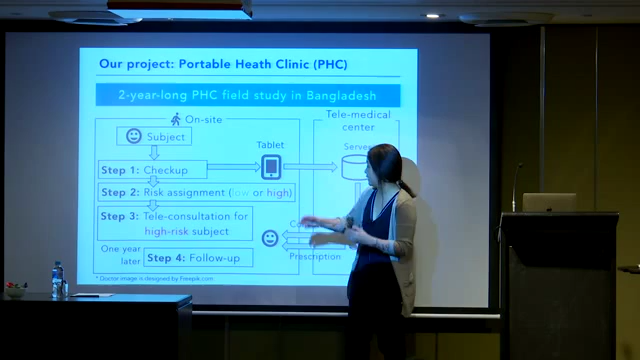 Our project: Portable Heath Clinic (PHC)
2-year-long PHC field study in Bangladesh
On-site
Tele-medical
center
Subject
Tablet
Step 1: Checkup
Step 2: Risk assignment (low or high)
Step 3: Tele-consultation for
high-risk subject
Prescription
One year
later
Step 4: Follow-up
* Doctor image is designed by Freepik.com